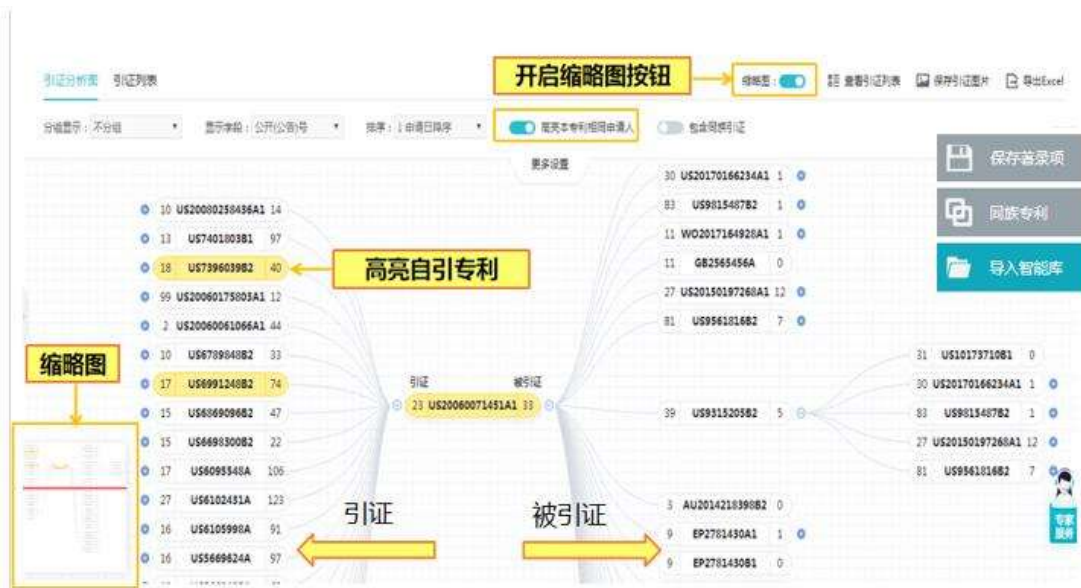 开启缩略图按钮
引证分析图 引证列表
缩略图：
查看引证列表
保存引证图片
导出Excel
分组显示：不分组
显示字段：公开(公告)号
排序：↓申请日降序
高亮本专利相同申请人
包含同族引证
更多设置
保存著录项
同族专利
导入智能库
10 US20080258436A1 14
13 US7401803B1 97
18 US7396039B2 40
高亮自引专利
99 US20060175803A1 12
2 US20060061066A1 44
10 US6789848B2 33
17 US6991248B2 74
15 US6869096B2 47
15 US6698300B2 22
17 US6095548A 106
27 US6102431A 123
16 US6105998A 91
16 US5669624A 97
缩略图
引证 被引证
23 US20060071451A1 33
引证
被引证
30 US20170166234A1 1
83 US9815487B2 1
11 WO2017164928A1 1
11 GB2565456A 0
27 US20150197268A1 12
81 US9561816B2 7
39 US9315205B2 5
5 AU2014218398B2 0
9 EP2781430A1 1
9 EP2781430B1 0
31 US10173710B1 0
30 US20170166234A1 1
83 US9815487B2 1
27 US20150197268A1 12
81 US9561816B2 7
专家
服务